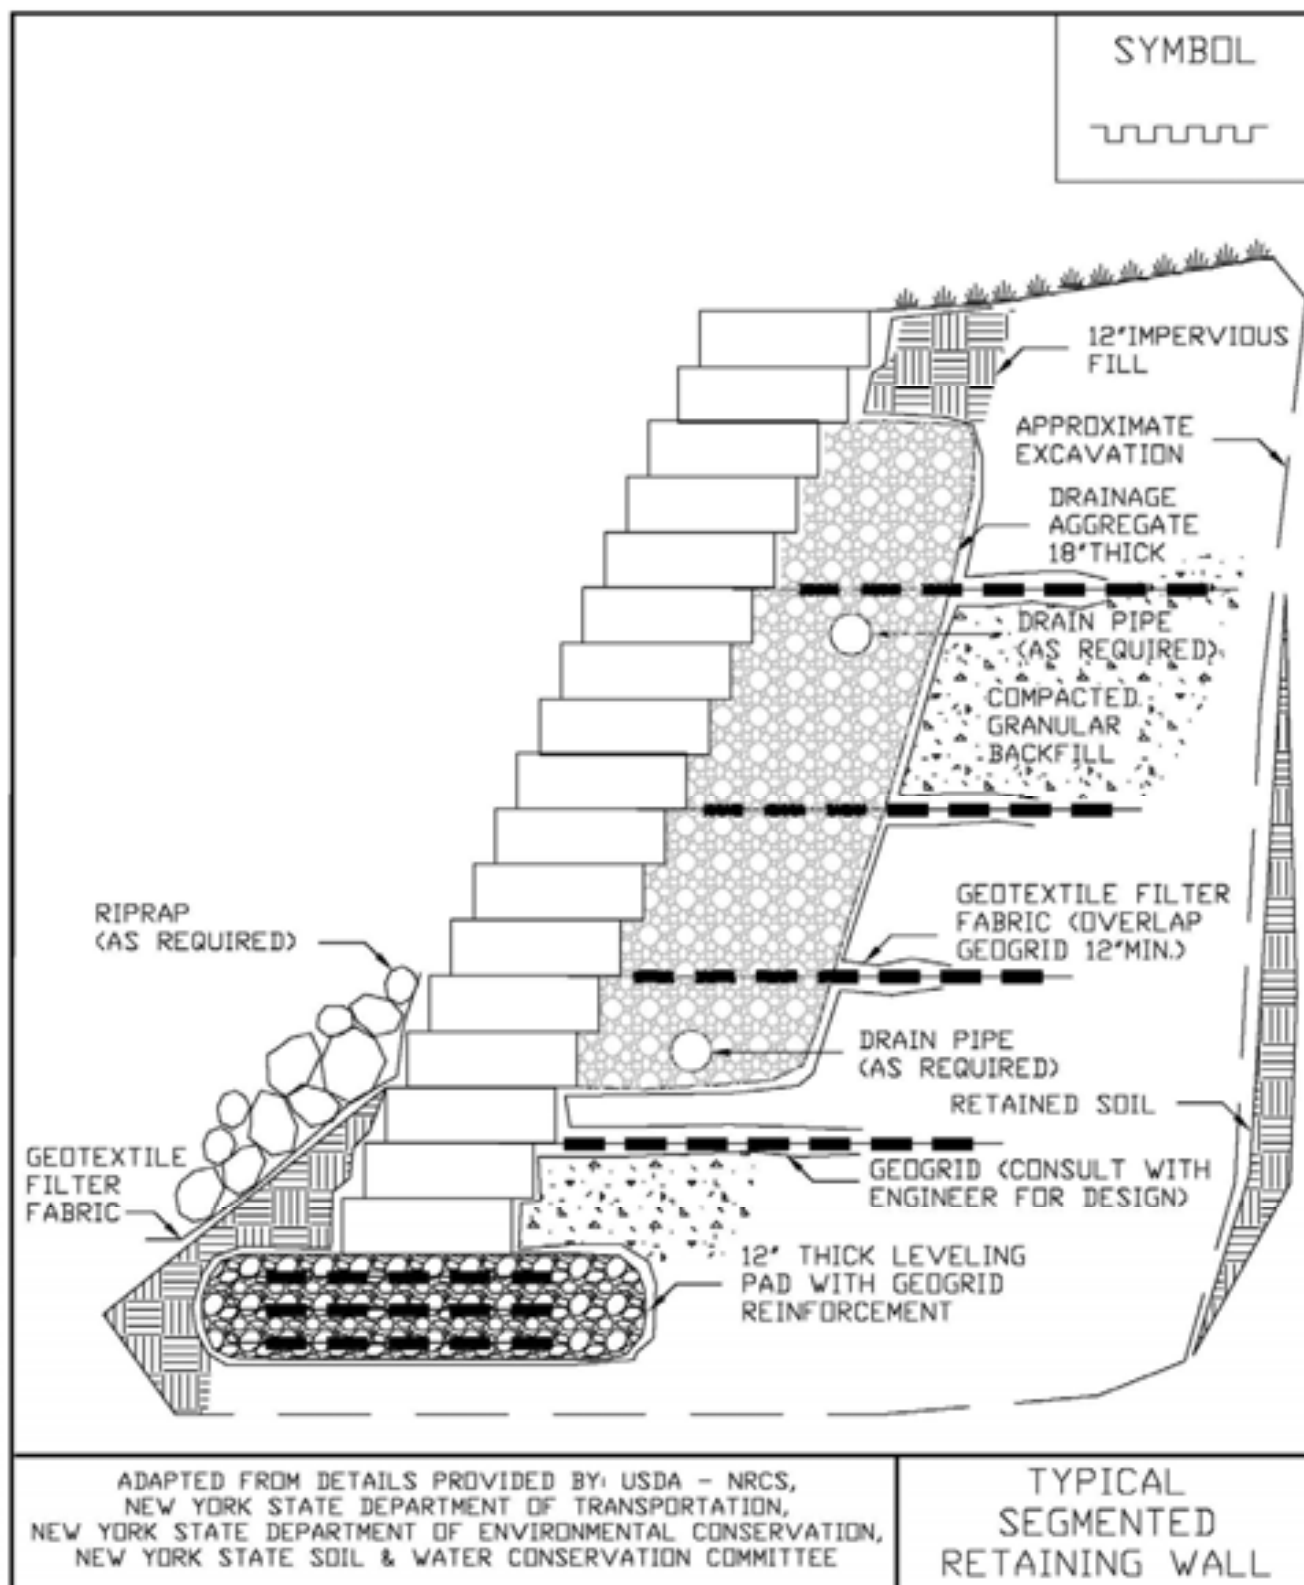 SYMBOL
12"IMPERVIOUS
FILL
APPROXIMATE
EXCAVATION
DRAINAGE
AGGREGATE
18"THICK
DRAIN PIPE
(AS REQUIRED)
COMPACTED
GRANULAR
BACKFILL
RIPRAP
(AS REQUIRED)
GEOTEXTILE FILTER
FABRIC (OVERLAP
GEOGRID 12"MIN.)
DRAIN PIPE
(AS REQUIRED)
RETAINED SOIL
GEOTEXTILE
FILTER
FABRIC
GEOGRID (CONSULT WITH
ENGINEER FOR DESIGN)
12" THICK LEVELING
PAD WITH GEOGRID
REINFORCEMENT
ADAPTED FROM DETAILS PROVIDED BY: USDA - NRCS,
NEW YORK STATE DEPARTMENT OF TRANSPORTATION,
NEW YORK STATE DEPARTMENT OF ENVIRONMENTAL CONSERVATION,
NEW YORK STATE SOIL & WATER CONSERVATION COMMITTEE
TYPICAL
SEGMENTED
RETAINING WALL